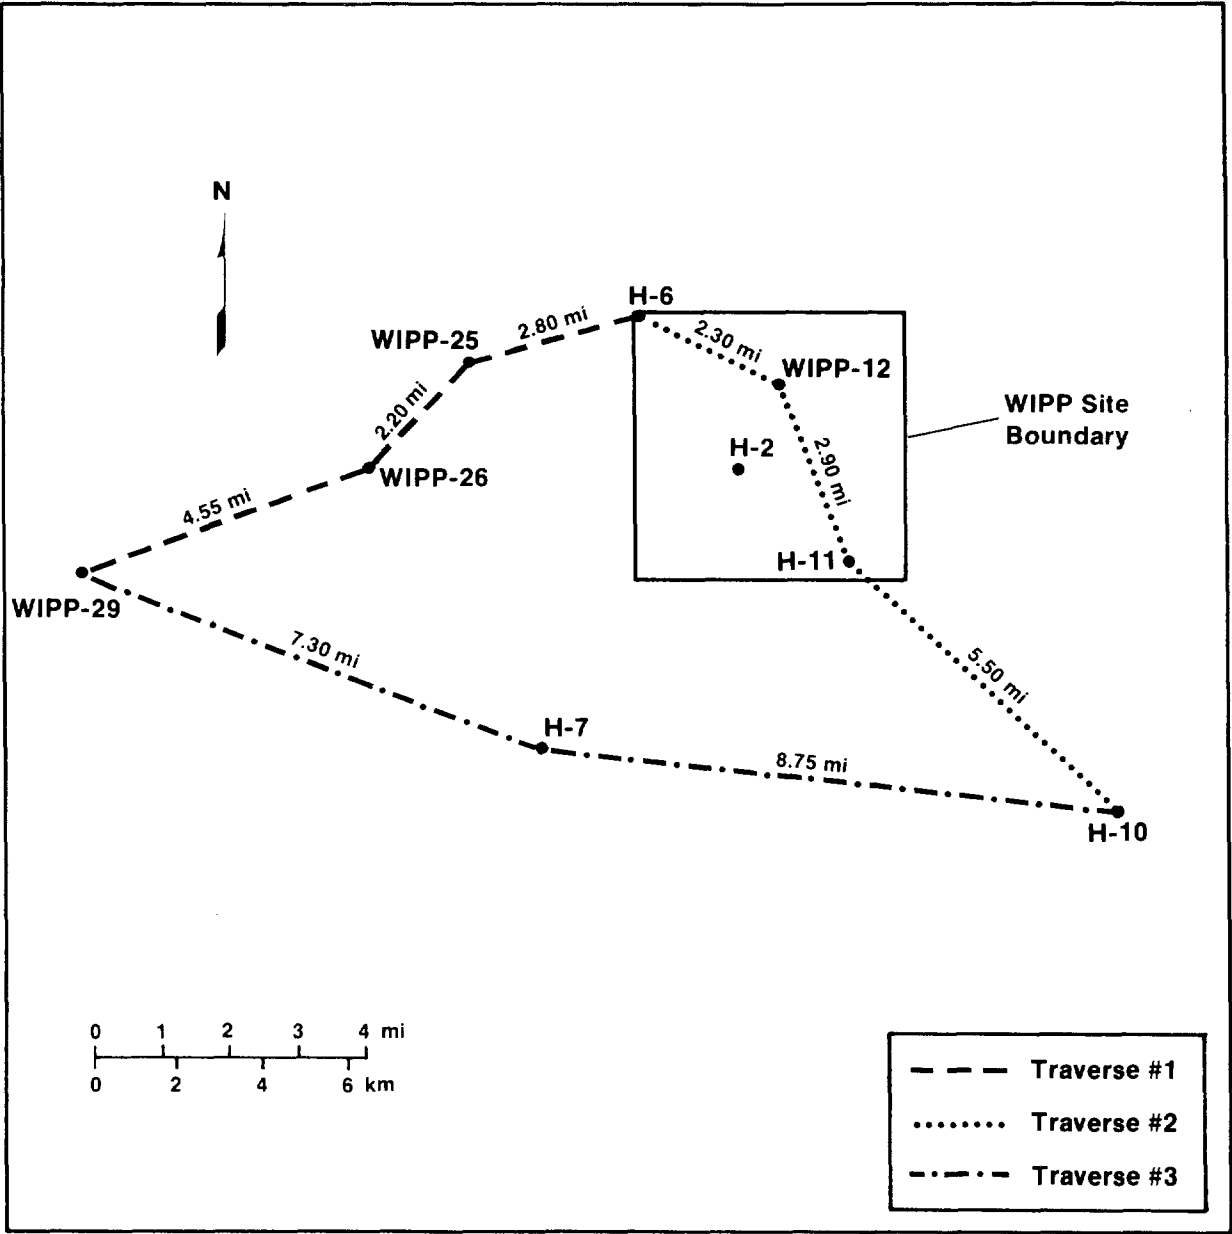 N
H-6
2.80 mi
WIPP-25
2.30 mi
WIPP-12
2.20 mi
WIPP Site
Boundary
H-2
2.90 mi
WIPP-26
4.55 mi
H-11
WIPP-29
7.30 mi
5.50 mi
H-7
8.75 mi
H-10
0 1 2 3 4 mi
0 2 4 6 km
Traverse #1
Traverse #2
Traverse #3